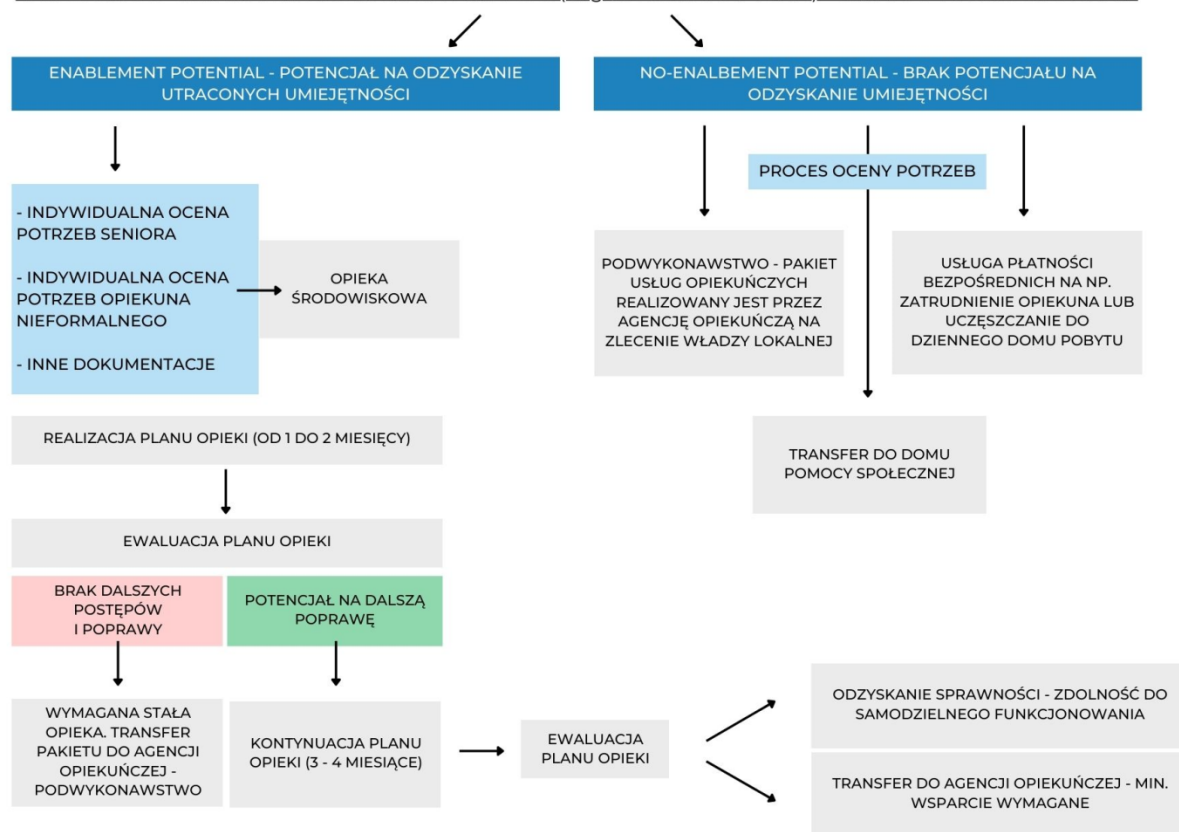 ENABLEMENT POTENTIAL - POTENCJAŁ NA ODZYSKANIE
UTRACONYCH UMIEJĘTNOŚCI
NO-ENALBEMENT POTENTIAL - BRAK POTENCJAŁU NA
ODZYSKANIE UMIEJĘTNOŚCI
PROCES OCENY POTRZEB
- INDYWIDUALNA OCENA
POTRZEB SENIORA
- INDYWIDUALNA OCENA
POTRZEB OPIEKUNA
NIEFORMALNEGO
- INNE DOKUMENTACJE
OPIEKA
ŚRODOWISKOWA
PODWYKONAWSTWO - PAKIET
USŁUG OPIEKUŃCZYCH
REALIZOWANY JEST PRZEZ
AGENCJĘ OPIEKUŃCZĄ NA
ZLECENIE WŁADZY LOKALNEJ
USŁUGA PŁATNOŚCI
BEZPOŚREDNICH NA NP.
ZATRUDNIENIE OPIEKUNA LUB
UCZĘSZCZANIE DO
DZIENNEGO DOMU POBYTU
TRANSFER DO DOMU
POMOCY SPOŁECZNEJ
REALIZACJA PLANU OPIEKI (OD 1 DO 2 MIESIĘCY)
EWALUACJA PLANU OPIEKI
BRAK DALSZYCH
POSTĘPÓW
I POPRAWY
POTENCJAŁ NA DALSZĄ
POPRAWĘ
WYMAGANA STAŁA
OPIEKA. TRANSFER
PAKIETU DO AGENCJI
OPIEKUŃCZEJ -
PODWYKONAWSTWO
KONTYNUACJA PLANU
OPIEKI (3 - 4 MIESIĄCE)
EWALUACJA
PLANU OPIEKI
ODZYSKANIE SPRAWNOŚCI - ZDOLNOŚĆ DO
SAMODZIELNEGO FUNKCJONOWANIA
TRANSFER DO AGENCJI OPIEKUŃCZEJ - MIN.
WSPARCIE WYMAGANE